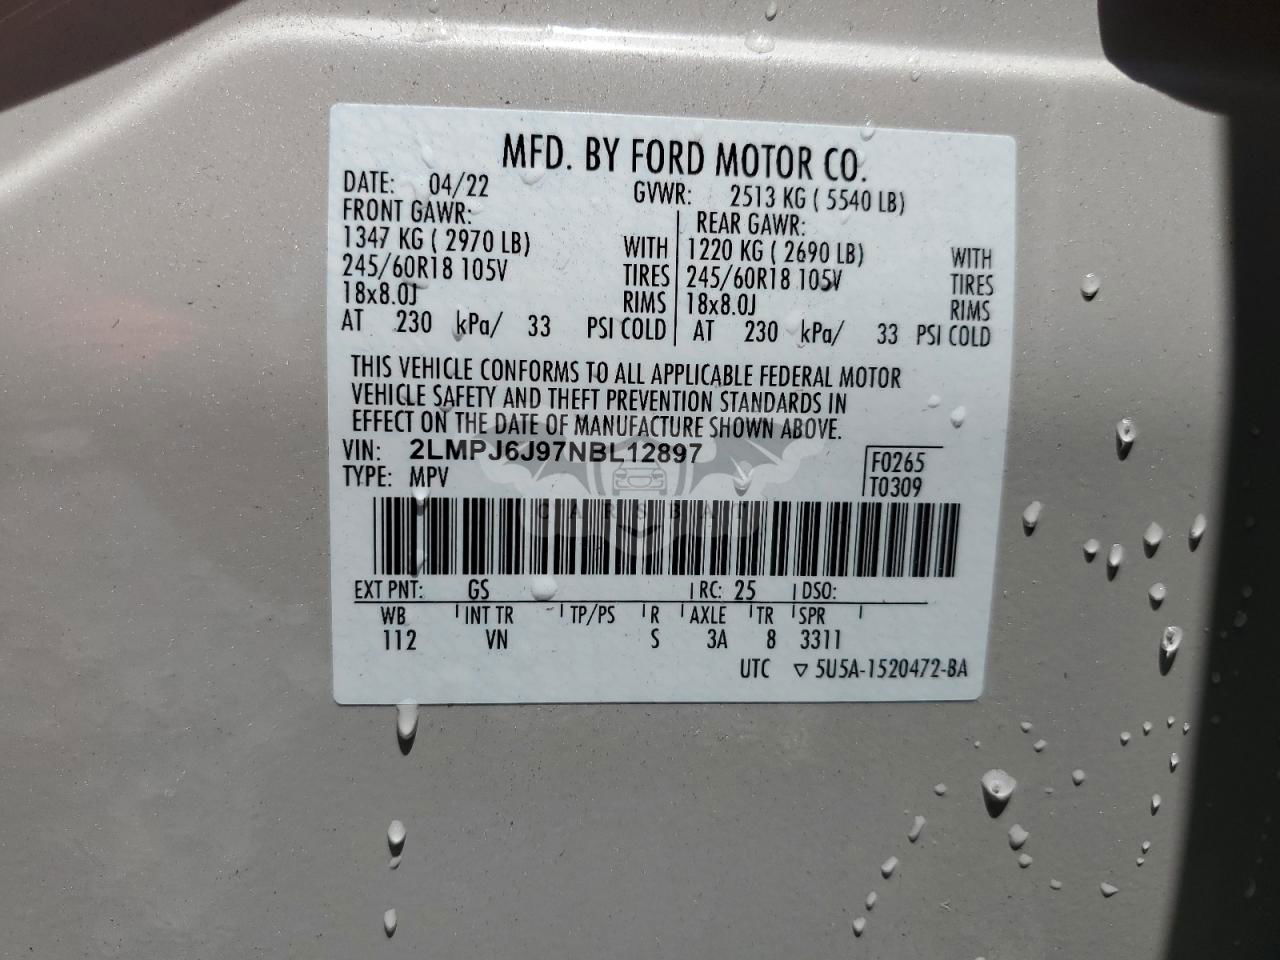 MFD. BY FORD MOTOR CO.
DATE: 04/22 GVWR: 2513 KG ( 5540 LB)
FRONT GAWR: REAR GAWR:
1347 KG ( 2970 LB) WITH 1220 KG ( 2690 LB) WITH
245/60R18 105V TIRES 245/60R18 105V TIRES
18x8.0J RIMS 18x8.0J RIMS
AT 230 kPa/ 33 PSI COLD AT 230 kPa/ 33 PSI COLD
THIS VEHICLE CONFORMS TO ALL APPLICABLE FEDERAL MOTOR
VEHICLE SAFETY AND THEFT PREVENTION STANDARDS IN
EFFECT ON THE DATE OF MANUFACTURE SHOWN ABOVE.
VIN: 2LMPJ6J97NBL12897 F0265
TYPE: MPV T0309
CARSBAT
EXT PNT: GS RC: 25 DSO:
WB INT TR TP/PS R AXLE TR SPR
112 VN S 3A 8 3311
UTC ▽ 5U5A-1520472-BA